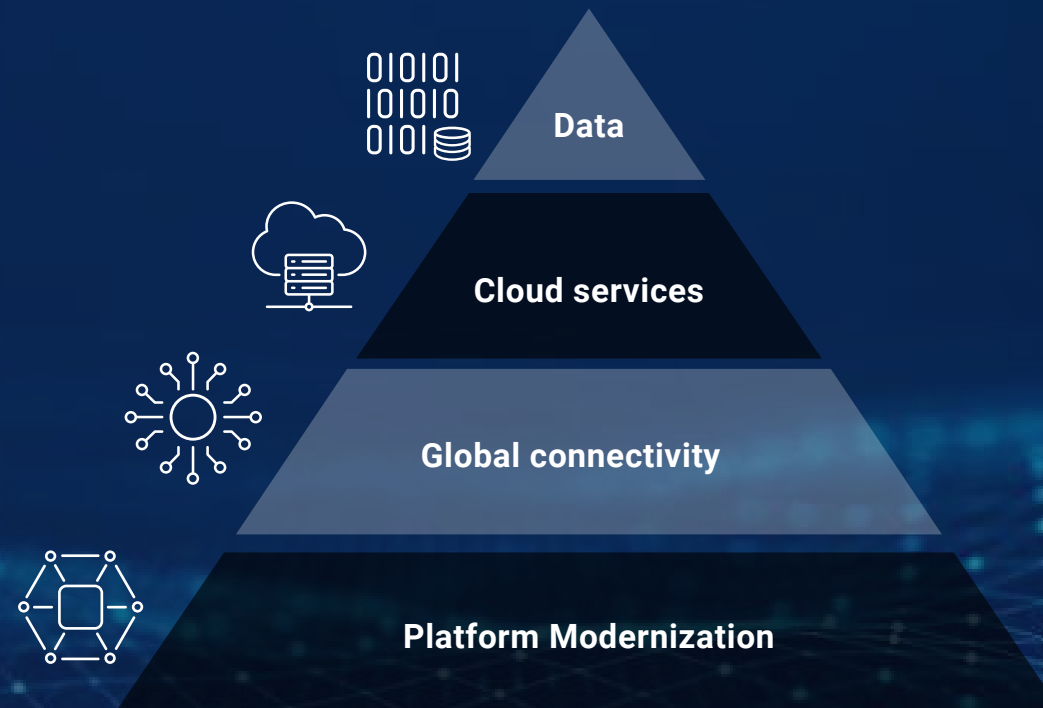 010101
101010
0101
Data
Cloud services
Global connectivity
Platform Modernization